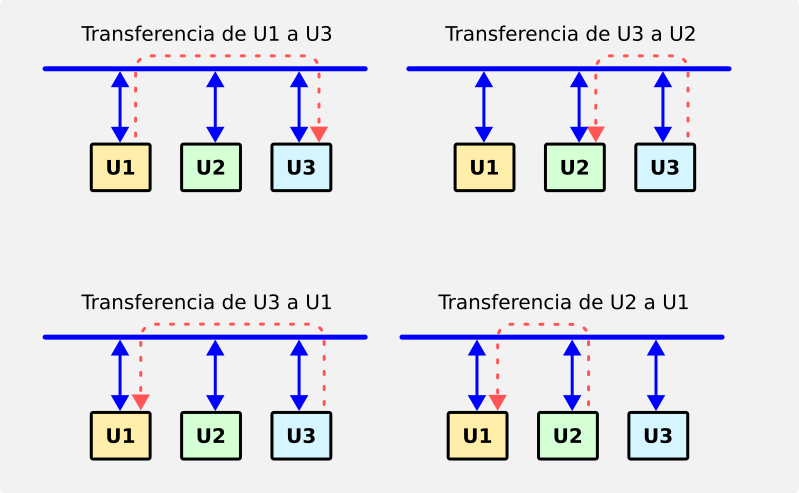 Transferencia de U1 a U3
U1 U2 U3
Transferencia de U3 a U2
U1 U2 U3
Transferencia de U3 a U1
U1 U2 U3
Transferencia de U2 a U1
U1 U2 U3